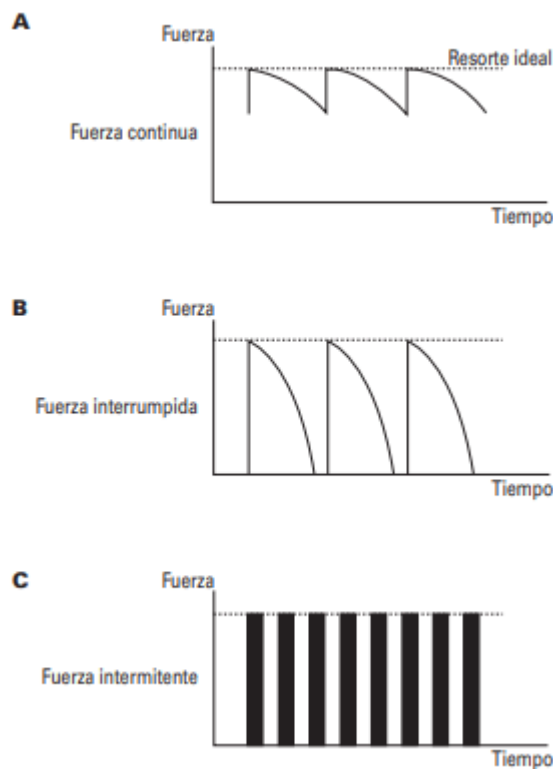 A
Fuerza
Resorte ideal
Fuerza continua
Tiempo
B
Fuerza
Fuerza interrumpida
Tiempo
C
Fuerza
Fuerza intermitente
Tiempo